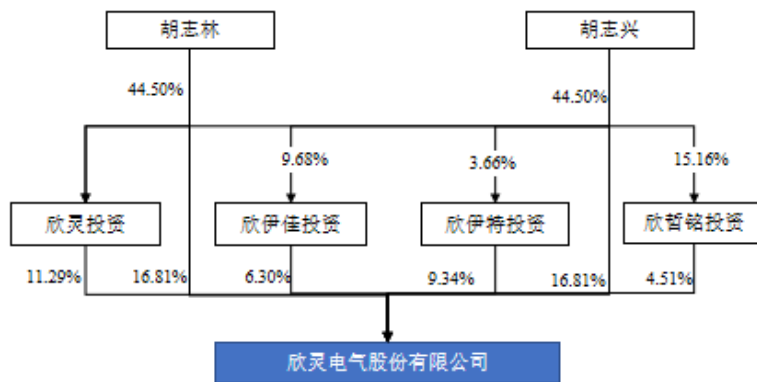 胡志林
胡志兴
44.50%
44.50%
9.68%
3.66%
15.16%
欣灵投资
欣伊佳投资
欣伊特投资
欣哲铭投资
11.29%
16.81%
6.30%
9.34%
16.81%
4.51%
欣灵电气股份有限公司